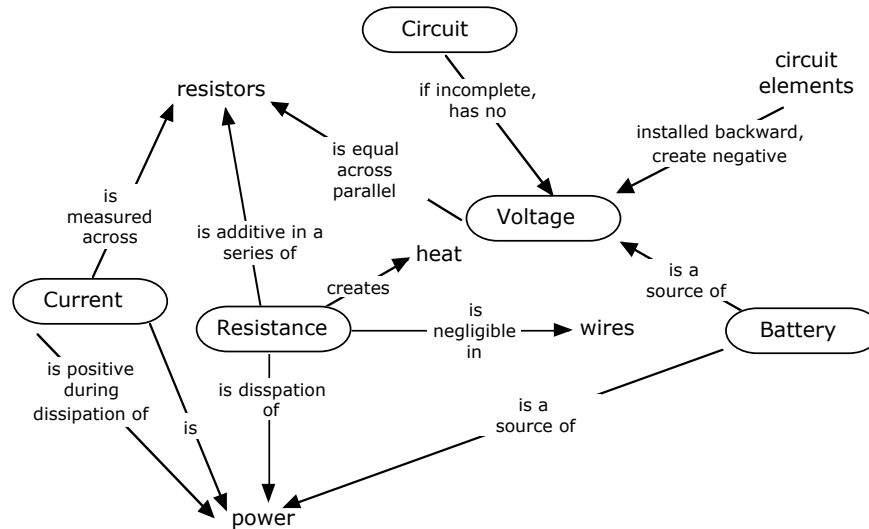 Circuit
circuit
elements
resistors
if incomplete,
has no
installed backward,
create negative
is equal
across
parallel
is
measured
across
Voltage
is additive in a
series of
heat
is a
source of
creates
Current
Resistance
is
negligible
in
wires
Battery
is positive
during
dissipation of
is disspation
of
is
is a
source of
power